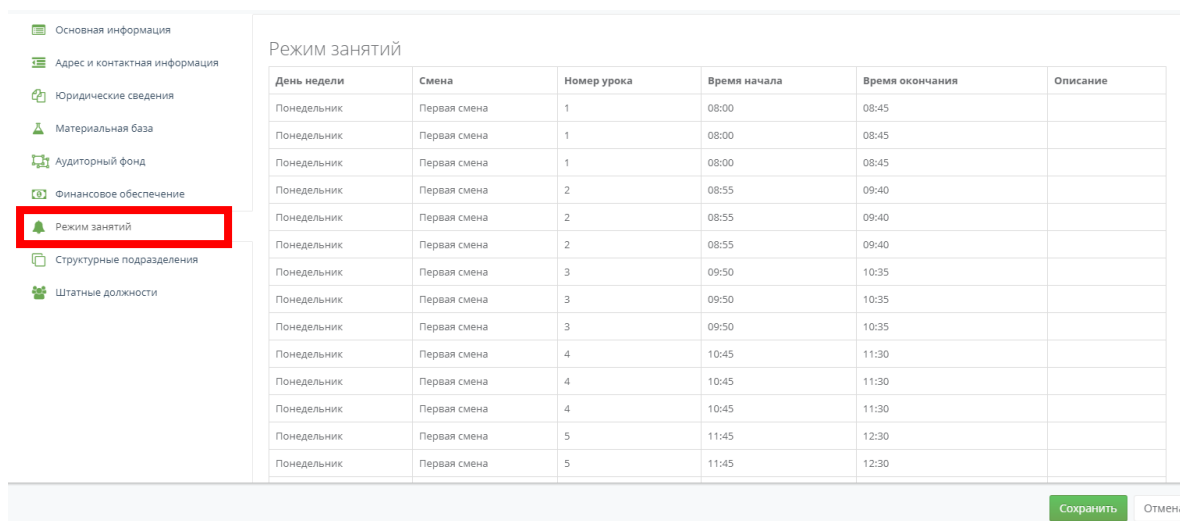 Основная информация
Адрес и контактная информация
Юридические сведения
Материальная база
Аудиторный фонд
Финансовое обеспечение
Режим занятий
Структурные подразделения
Штатные должности
Режим занятий
День недели Смена Номер урока Время начала Время окончания Описание
Понедельник Первая смена 1 08:00 08:45
Понедельник Первая смена 1 08:00 08:45
Понедельник Первая смена 1 08:00 08:45
Понедельник Первая смена 2 08:55 09:40
Понедельник Первая смена 2 08:55 09:40
Понедельник Первая смена 2 08:55 09:40
Понедельник Первая смена 3 09:50 10:35
Понедельник Первая смена 3 09:50 10:35
Понедельник Первая смена 3 09:50 10:35
Понедельник Первая смена 4 10:45 11:30
Понедельник Первая смена 4 10:45 11:30
Понедельник Первая смена 4 10:45 11:30
Понедельник Первая смена 5 11:45 12:30
Понедельник Первая смена 5 11:45 12:30
Сохранить Отмена